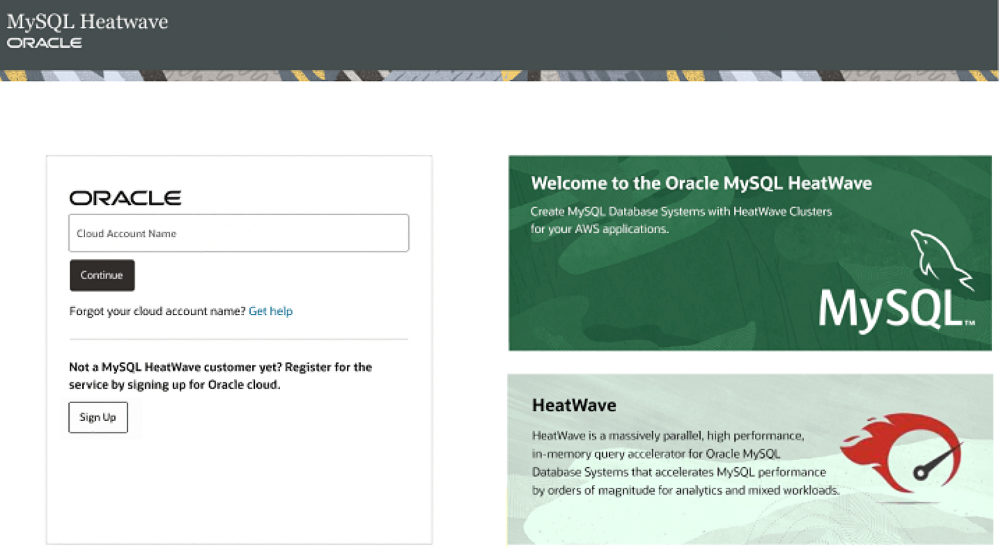 MySQL Heatwave
ORACLE
ORACLE
Cloud Account Name
Continue
Forgot your cloud account name? Get help
Not a MySQL HeatWave customer yet? Register for the
service by signing up for Oracle cloud.
Sign Up
Welcome to the Oracle MySQL HeatWave
Create MySQL Database Systems with HeatWave Clusters
for your AWS applications.
MySQL™
HeatWave
HeatWave is a massively parallel, high performance,
in-memory query accelerator for Oracle MySQL
Database Systems that accelerates MySQL performance
by orders of magnitude for analytics and mixed workloads.